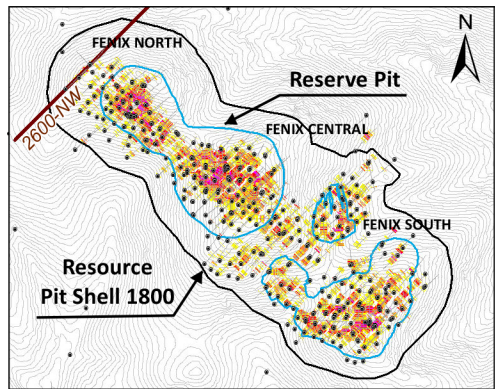 FENIX NORTH
N
Reserve Pit
2600-NW
FENIX CENTRAL
FENIX SOUTH
Resource
Pit Shell 1800